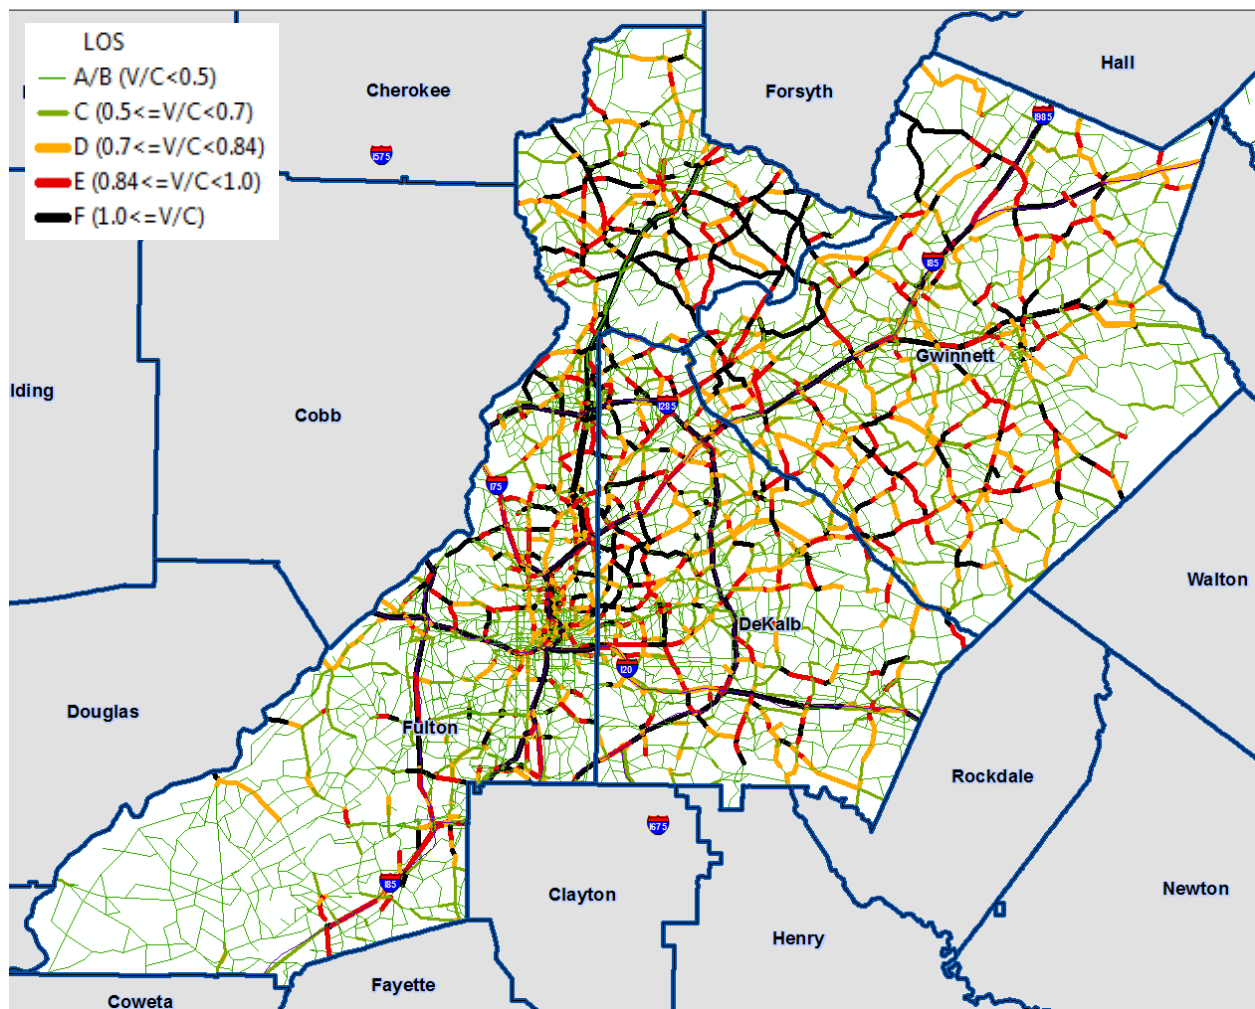 LOS
A/B (V/C<0.5)
C (0.5<=V/C<0.7)
D (0.7<=V/C<0.84)
E (0.84<=V/C<1.0)
F (1.0<=V/C)
Cherokee
Forsyth
Hall
I575
I985
I85
lding
Cobb
Gwinnett
I285
I75
Walton
DeKalb
I20
Douglas
Fulton
Rockdale
I675
I85
Clayton
Newton
Henry
Fayette
Coweta